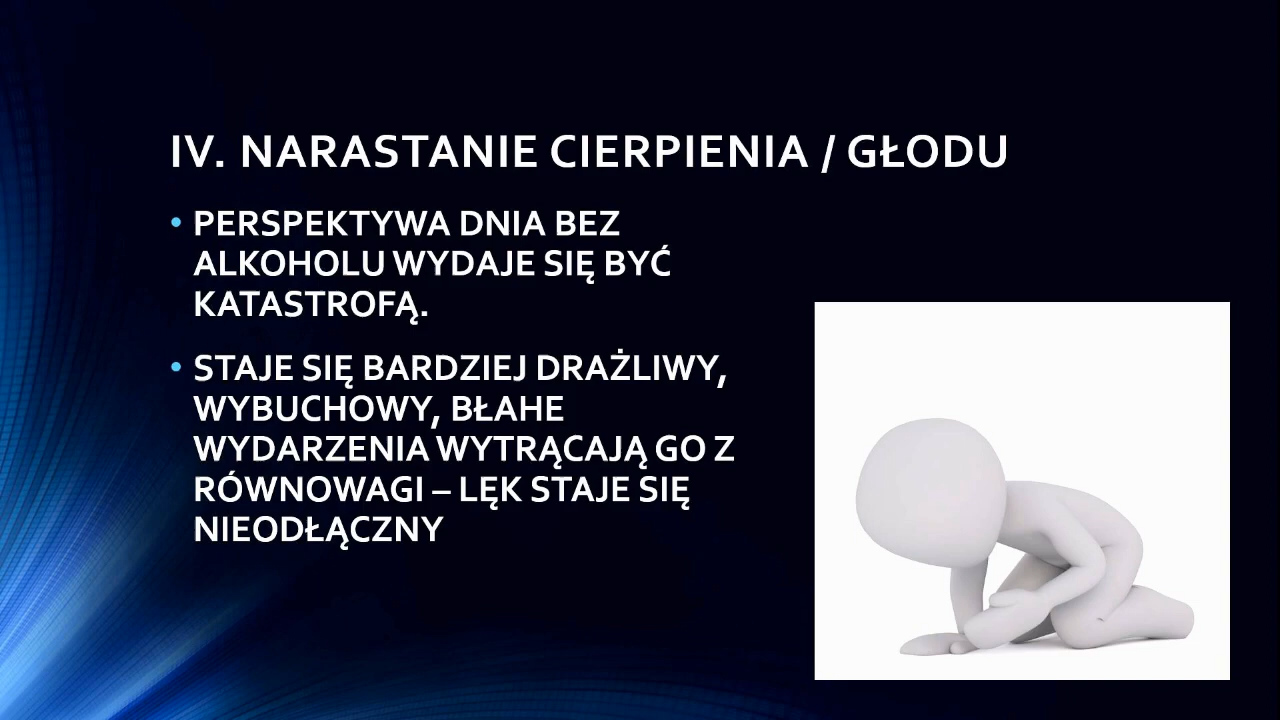 IV. NARASTANIE CIERPIENIA / GŁODU
• PERSPEKTYWA DNIA BEZ
ALKOHOLU WYDAJE SIĘ BYĆ
KATASTROFĄ.
• STAJE SIĘ BARDZIEJ DRAŻLIWY,
WYBUCHOWY, BŁAHE
WYDARZENIA WYTRĄCAJĄ GO Z
RÓWNOWAGI – LĘK STAJE SIĘ
NIEODŁĄCZNY